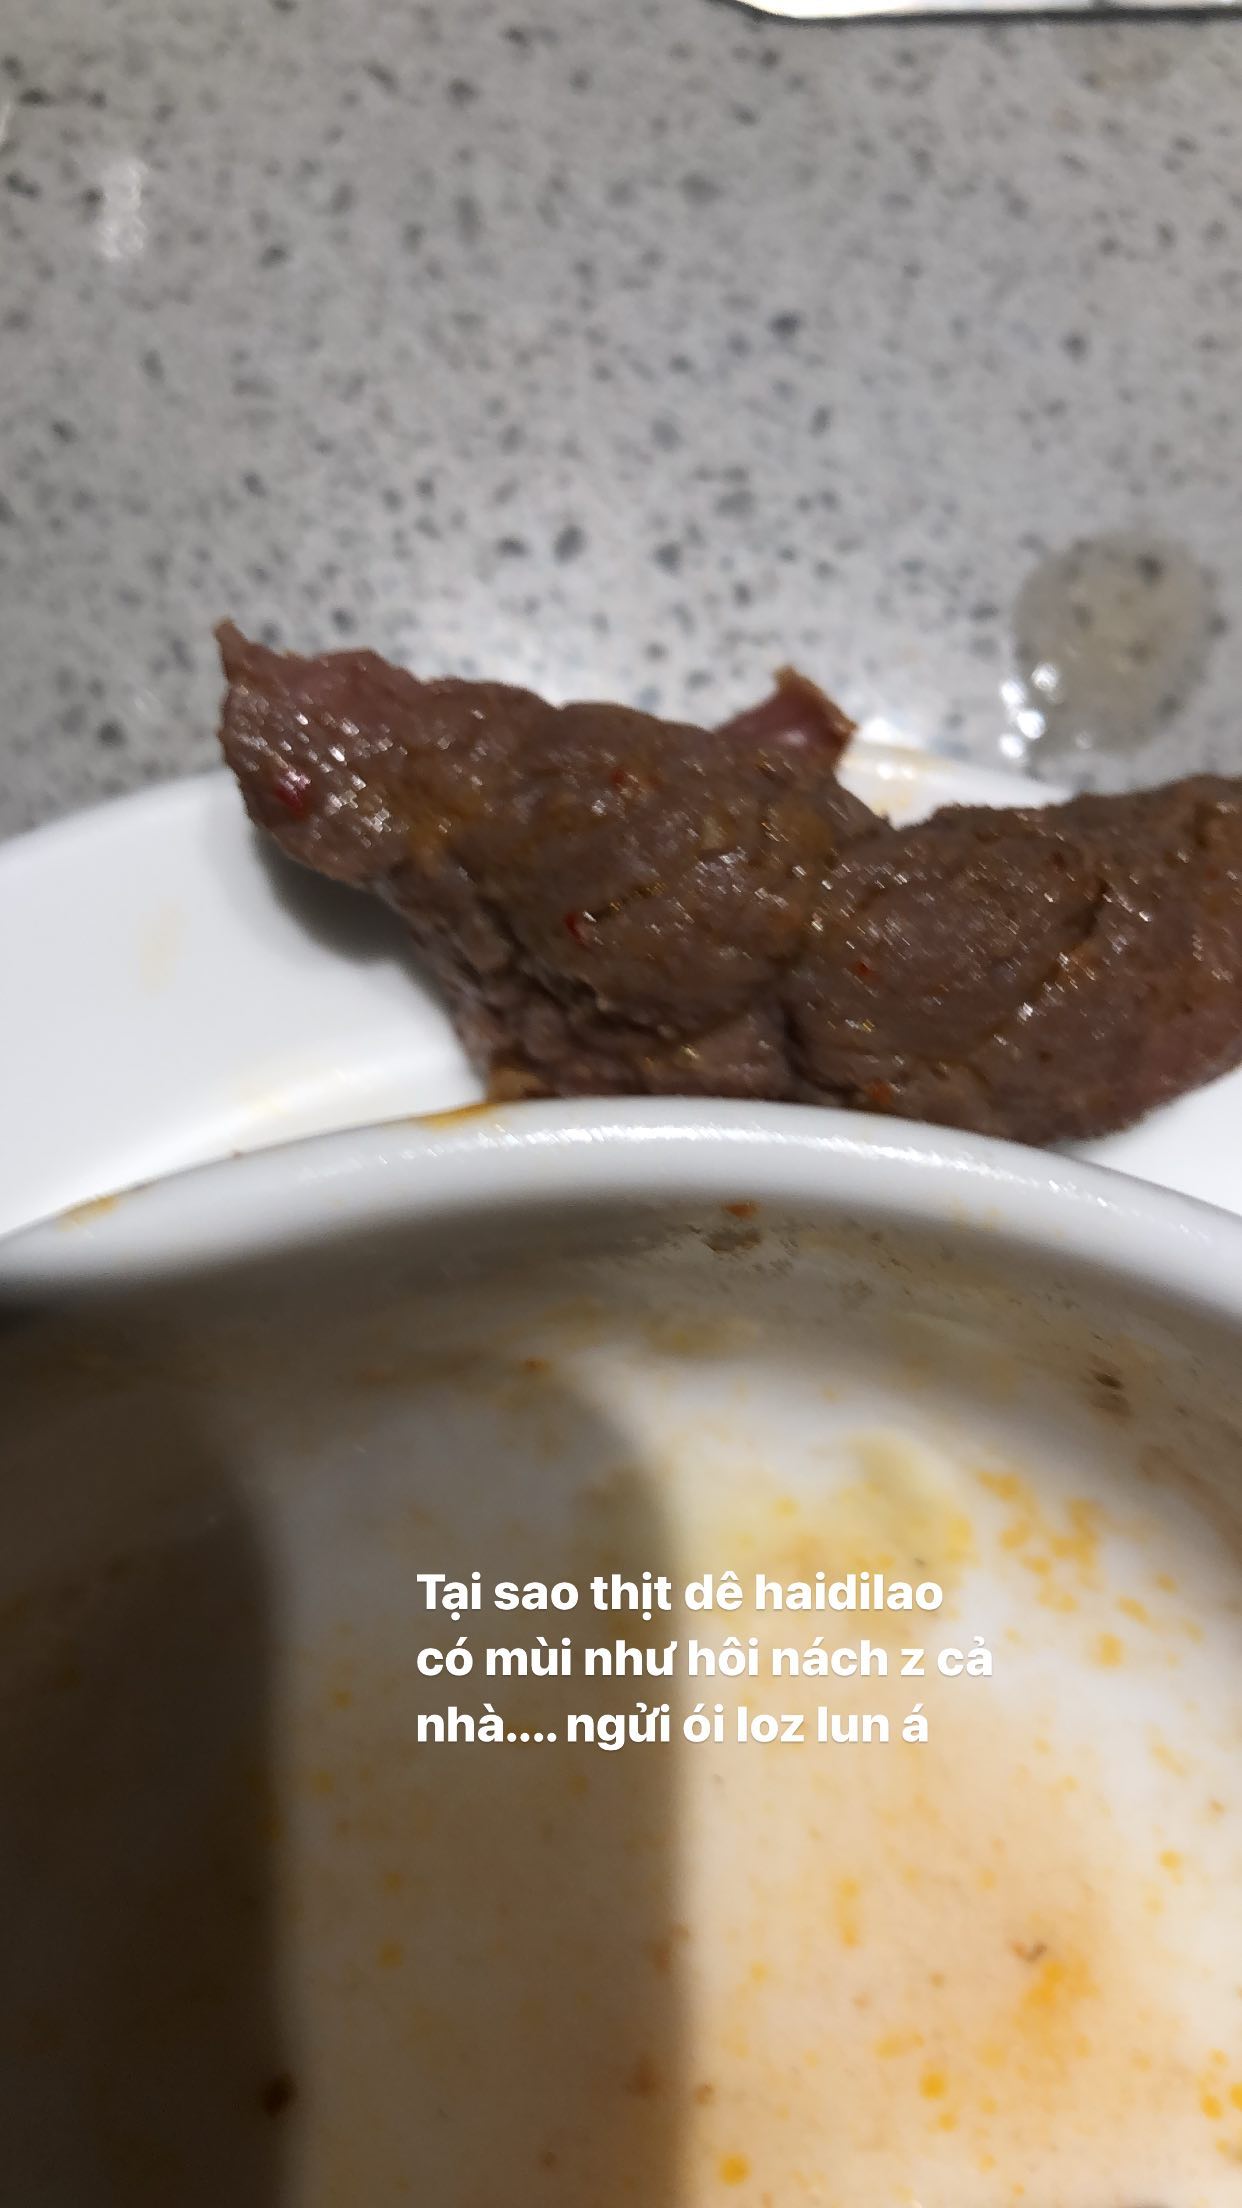 Tại sao thịt dê haidilao
có mùi như hôi nách z cả
nhà.... ngửi ói loz lun á